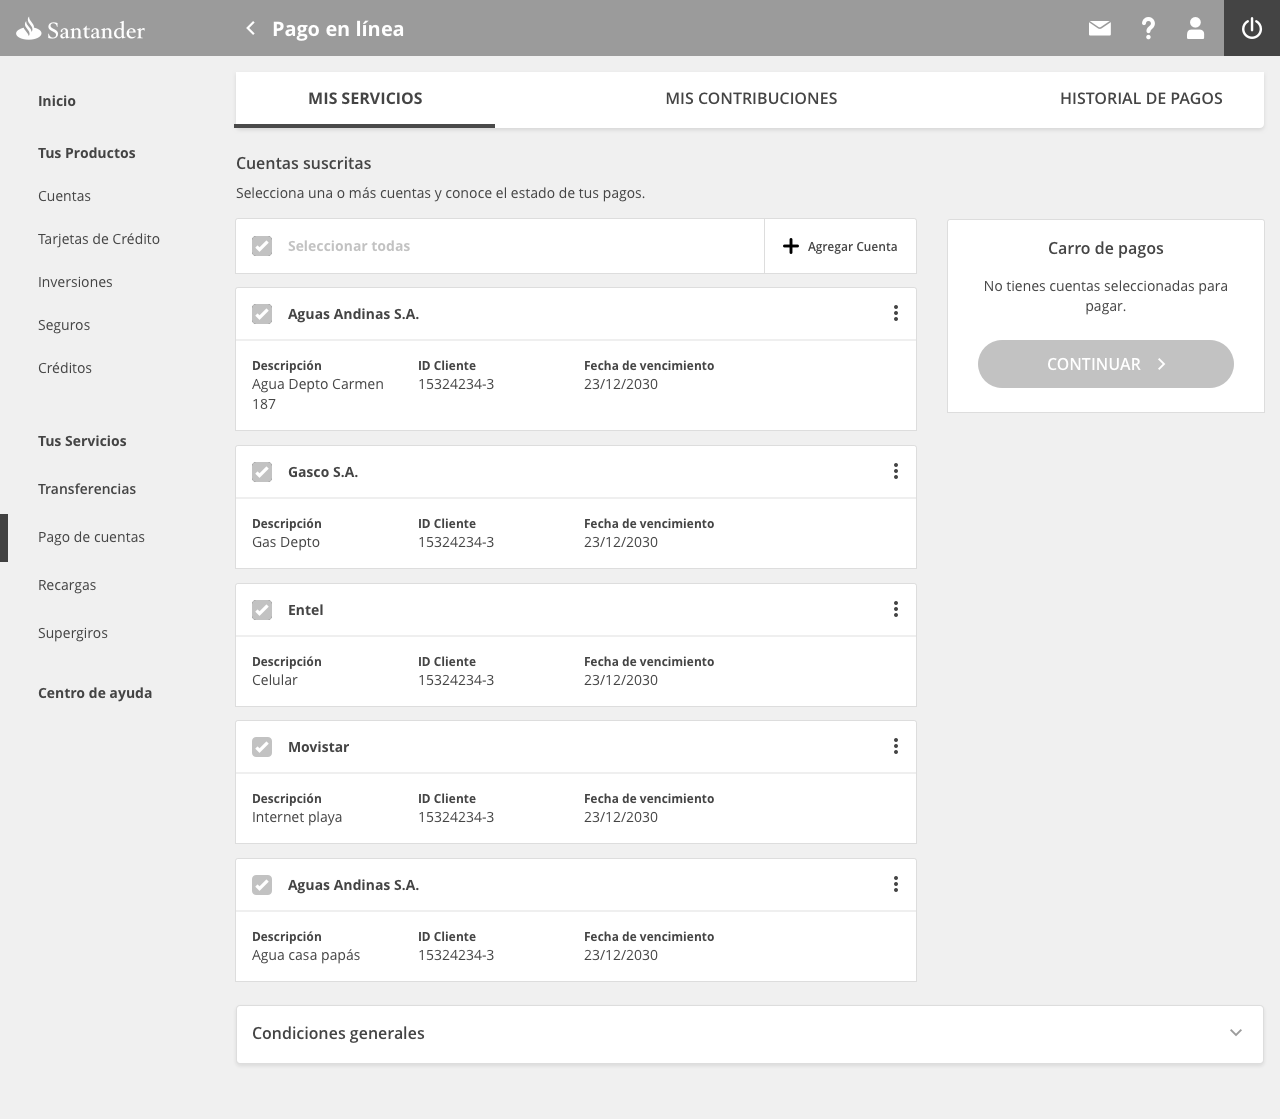 Santander
Pago en línea
Inicio
Tus Productos
Cuentas
Tarjetas de Crédito
Inversiones
Seguros
Créditos
Tus Servicios
Transferencias
Pago de cuentas
Recargas
Supergiros
Centro de ayuda
MIS SERVICIOS
MIS CONTRIBUCIONES
HISTORIAL DE PAGOS
Cuentas suscritas
Selecciona una o más cuentas y conoce el estado de tus pagos.
Seleccionar todas
Agregar Cuenta
Aguas Andinas S.A.
Descripción
Agua Depto Carmen
187
ID Cliente
15324234-3
Fecha de vencimiento
23/12/2030
Gasco S.A.
Descripción
Gas Depto
ID Cliente
15324234-3
Fecha de vencimiento
23/12/2030
Entel
Descripción
Celular
ID Cliente
15324234-3
Fecha de vencimiento
23/12/2030
Movistar
Descripción
Internet playa
ID Cliente
15324234-3
Fecha de vencimiento
23/12/2030
Aguas Andinas S.A.
Descripción
Agua casa papás
ID Cliente
15324234-3
Fecha de vencimiento
23/12/2030
Carro de pagos
No tienes cuentas seleccionadas para
pagar.
CONTINUAR
Condiciones generales